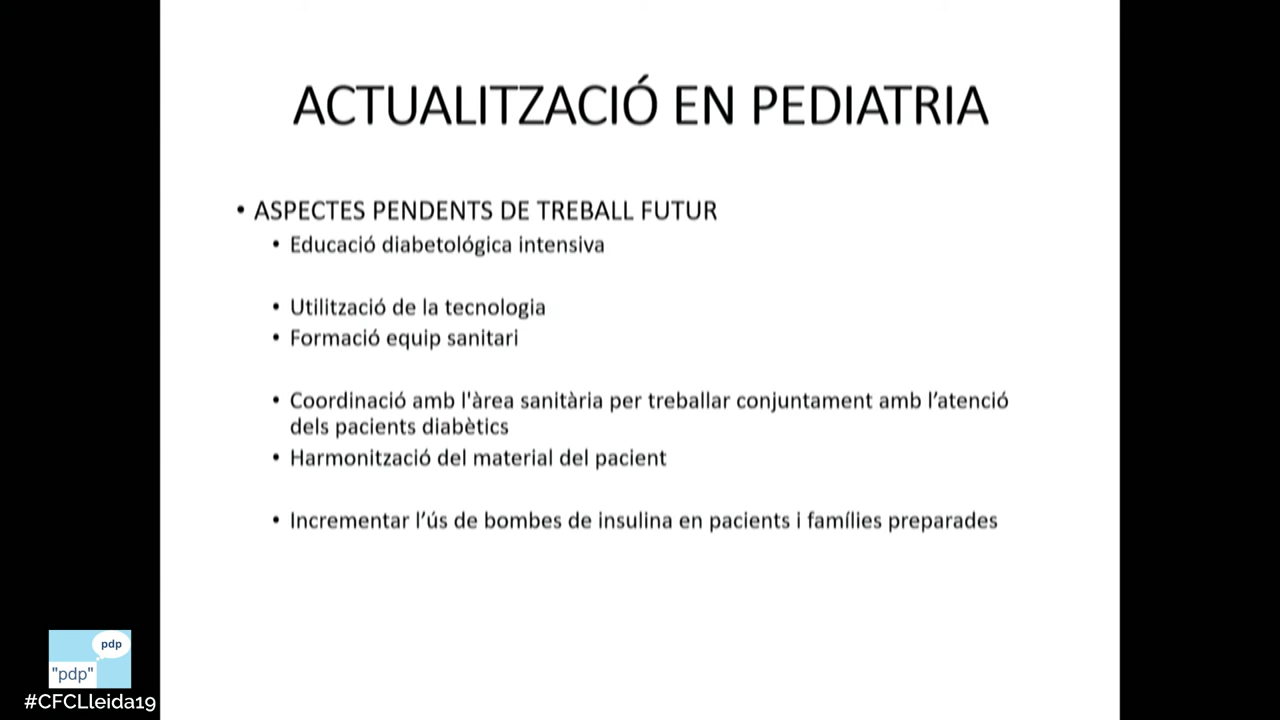 ACTUALITZACIÓ EN PEDIATRIA
• ASPECTES PENDENTS DE TREBALL FUTUR
• Educació diabetológica intensiva
• Utilització de la tecnologia
• Formació equip sanitari
• Coordinació amb l'àrea sanitària per treballar conjuntament amb l’atenció
dels pacients diabètics
• Harmonització del material del pacient
• Incrementar l’ús de bombes de insulina en pacients i famílies preparades
pdp
"pdp"
#CFCLleida19